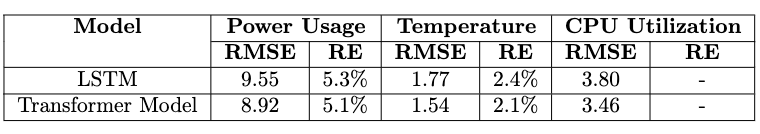 Model Power Usage Temperature CPU Utilization
RMSE RE RMSE RE RMSE RE
LSTM 9.55 5.3% 1.77 2.4% 3.80 -
Transformer Model 8.92 5.1% 1.54 2.1% 3.46 -